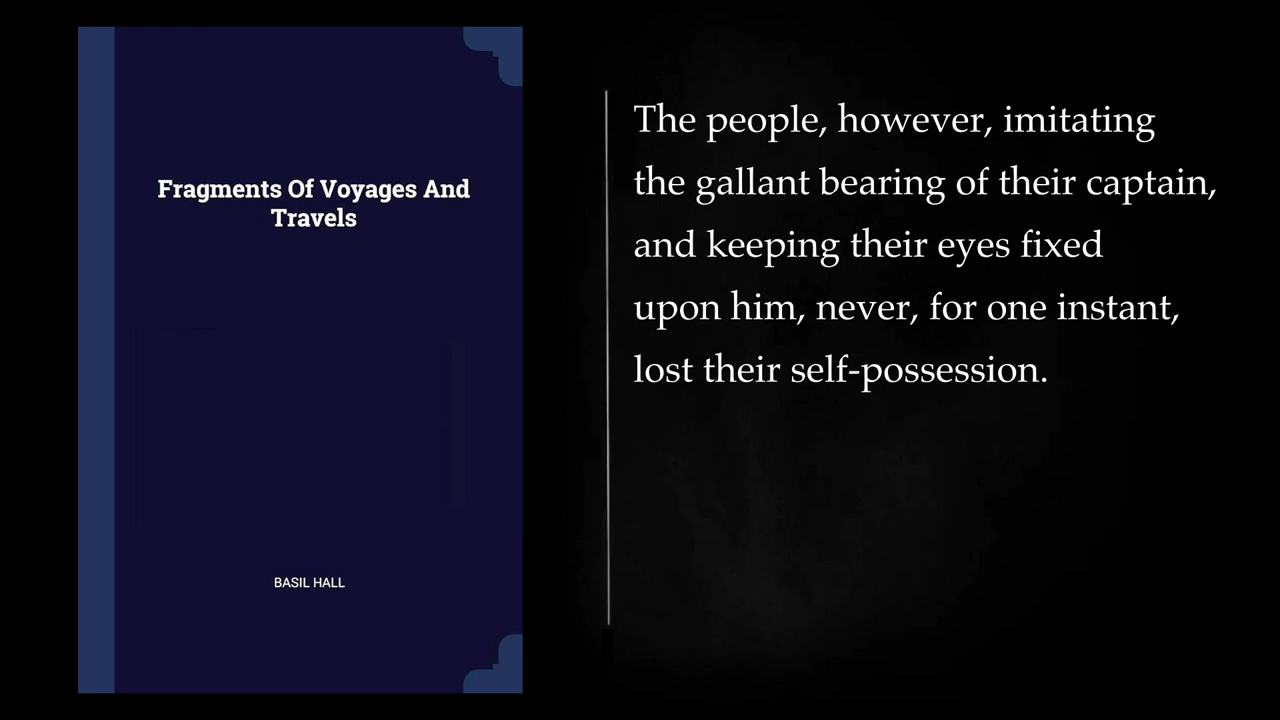 Fragments Of Voyages And
Travels
BASIL HALL
The people, however, imitating
the gallant bearing of their captain,
and keeping their eyes fixed
upon him, never, for one instant,
lost their self-possession.